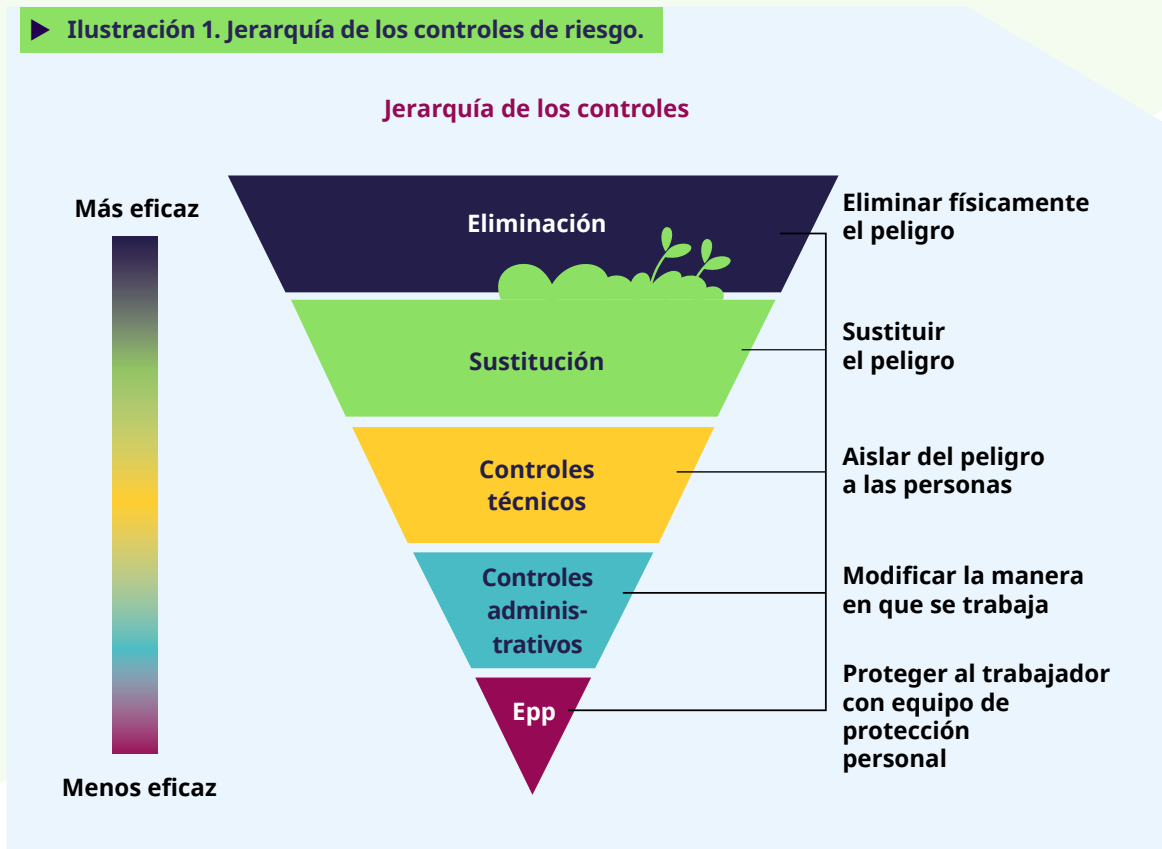 Ilustración 1. Jerarquía de los controles de riesgo.
Jerarquía de los controles
Más eficaz
Menos eficaz
Eliminación
Eliminar físicamente
el peligro
Sustitución
Sustituir
el peligro
Controles
técnicos
Aislar del peligro
a las personas
Controles
adminis-
trativos
Modificar la manera
en que se trabaja
Epp
Proteger al trabajador
con equipo de
protección
personal